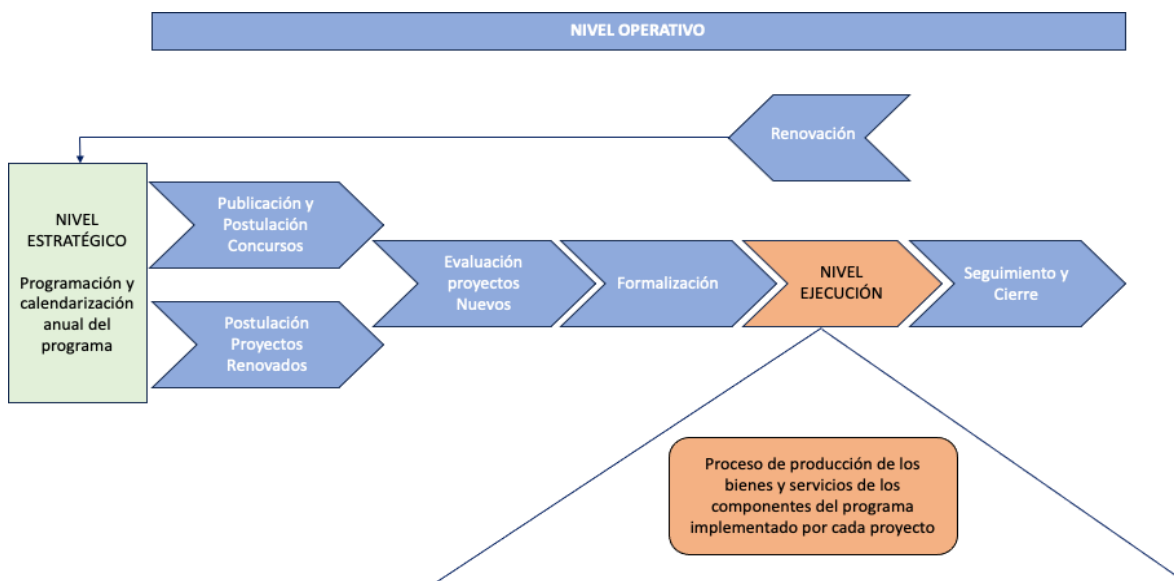 NIVEL OPERATIVO
Renovación
NIVEL
ESTRATÉGICO
Programación y
calendarización
anual del
programa
Publicación y
Postulación
Concursos
Postulación
Proyectos
Renovados
Evaluación
proyectos
Nuevos
Formalización
NIVEL
EJECUCIÓN
Seguimiento y
Cierre
Proceso de producción de los
bienes y servicios de los
componentes del programa
implementado por cada proyecto